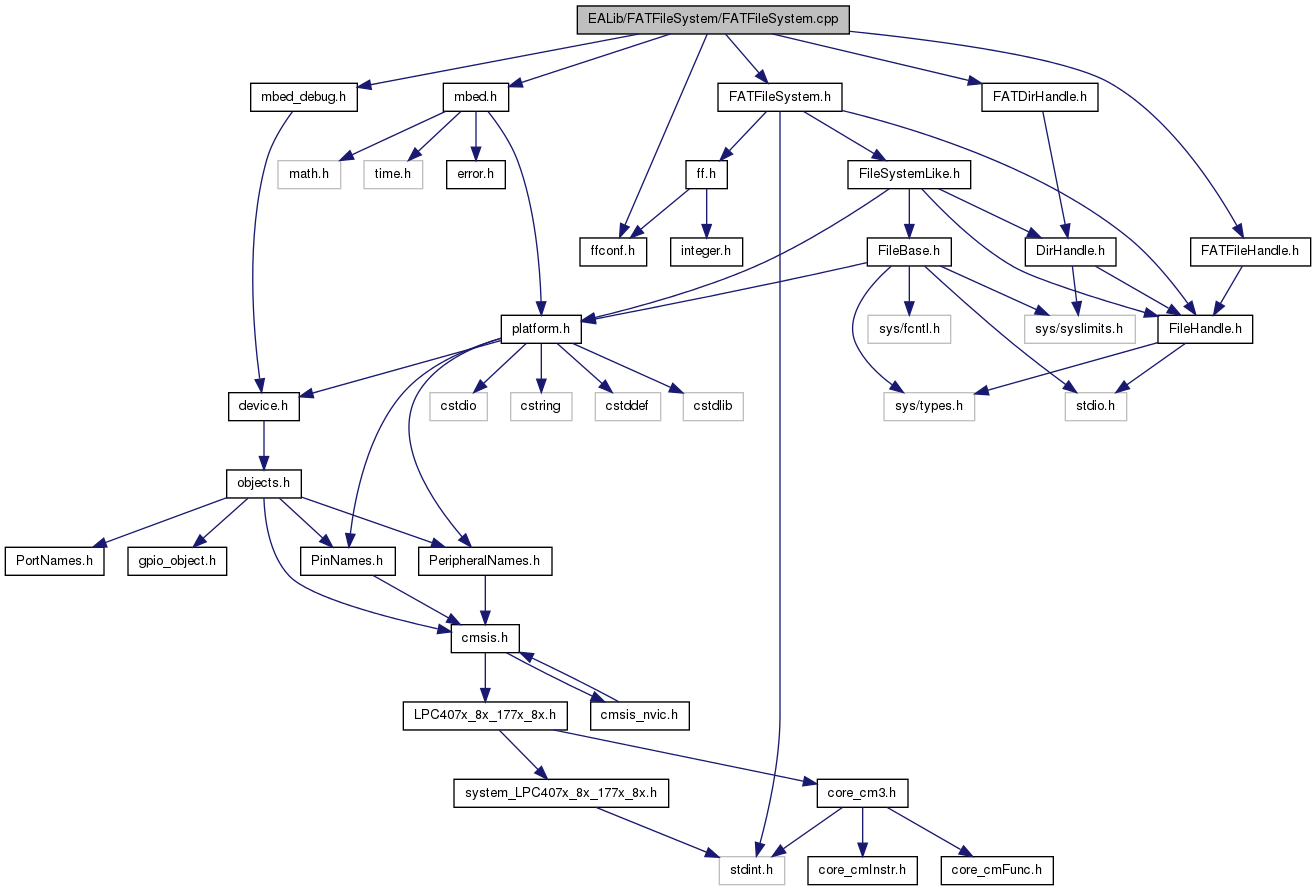 EALib/FATFileSystem/FATFileSystem.cpp
mbed_debug.h
mbed.h
FATFileSystem.h
FATDirHandle.h
math.h
time.h
error.h
ff.h
FileSystemLike.h
ffconf.h
integer.h
FileBase.h
DirHandle.h
FATFileHandle.h
platform.h
sys/fcntl.h
sys/syslimits.h
FileHandle.h
device.h
cstdio
cstring
cstddef
cstdlib
sys/types.h
stdio.h
objects.h
PortNames.h
gpio_object.h
PinNames.h
PeripheralNames.h
cmsis.h
LPC407x_8x_177x_8x.h
cmsis_nvic.h
system_LPC407x_8x_177x_8x.h
core_cm3.h
stdint.h
core_cmInstr.h
core_cmFunc.h